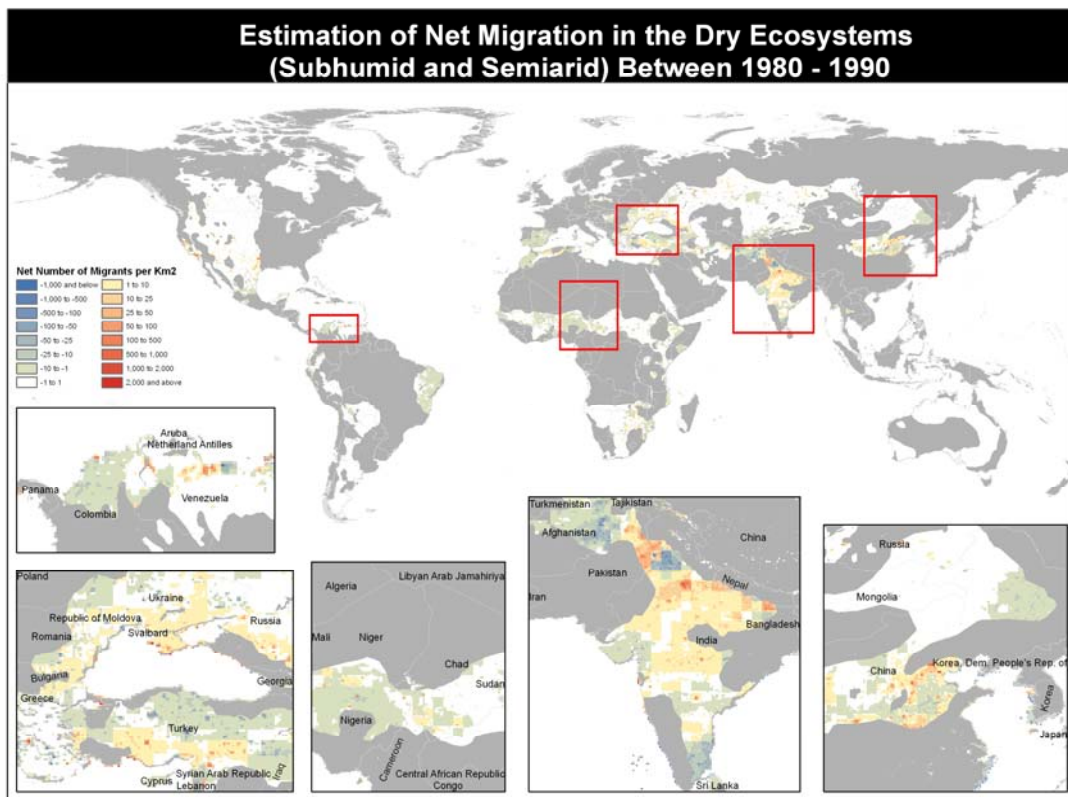 Estimation of Net Migration in the Dry Ecosystems
(Subhumid and Semiarid) Between 1980 - 1990
Net Number of Migrants per Km2
-1,000 and below
-1,000 to -500
-500 to -100
-100 to -50
-50 to -25
-25 to -10
-10 to -1
-1 to 1
1 to 10
10 to 25
25 to 50
50 to 100
100 to 500
500 to 1,000
1,000 to 2,000
2,000 and above
Aruba
Netherland Antilles
Panama
Venezuela
Colombia
Poland
Ukraine
Republic of Moldova
Svalbard
Russia
Romania
Bulgaria
Georgia
Greece
Turkey
Syrian Arab Republic
Cyprus
Lebanon
Iraq
Libyan Arab Jamahiriya
Algeria
Mali
Niger
Chad
Sudan
Nigeria
Cameroon
Central African Republic
Congo
Turkmenistan
Tajikistan
Afghanistan
China
Pakistan
Nepal
Iran
Bangladesh
India
Sri Lanka
Russia
Mongolia
China
Korea, Dem. People's Rep. of
Korea
Japan